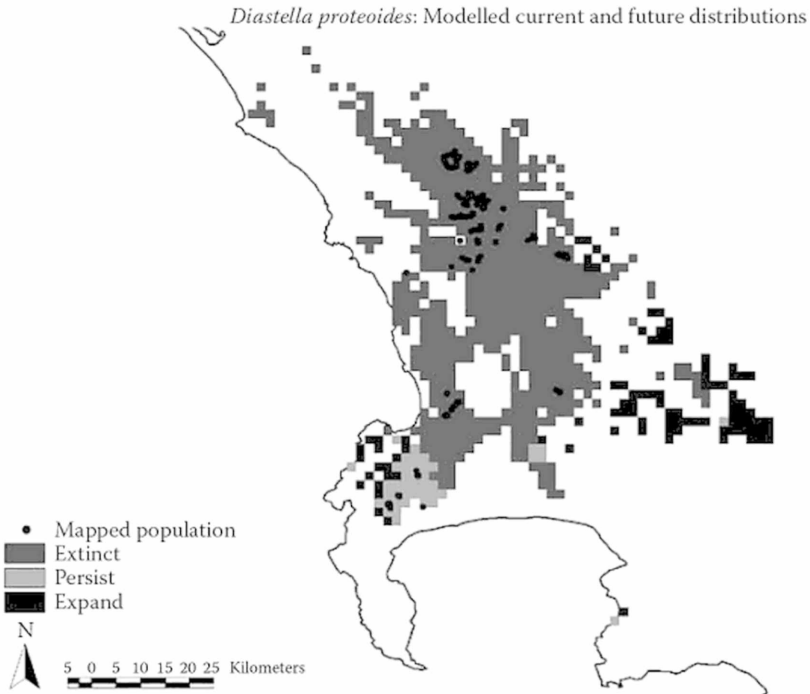 Diastella proteoides: Modelled current and future distributions
Mapped population
Extinct
Persist
Expand
N
5 0 5 10 15 20 25 Kilometers